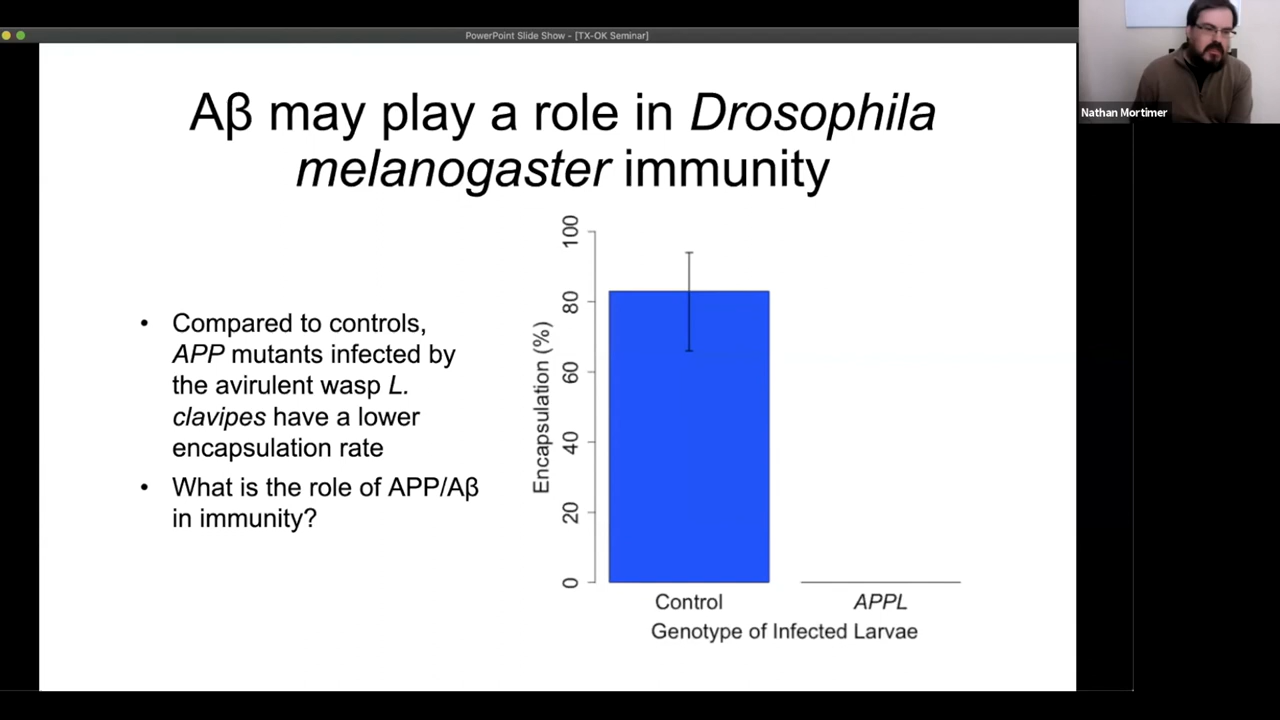 PowerPoint Slide Show - [TX-OK Seminar]
Nathan Mortimer
Aβ may play a role in Drosophila
melanogaster immunity
• Compared to controls,
APP mutants infected by
the avirulent wasp L.
clavipes have a lower
encapsulation rate
• What is the role of APP/Aβ
in immunity?
Encapsulation (%)
100
80
60
40
20
0
Control
APPL
Genotype of Infected Larvae